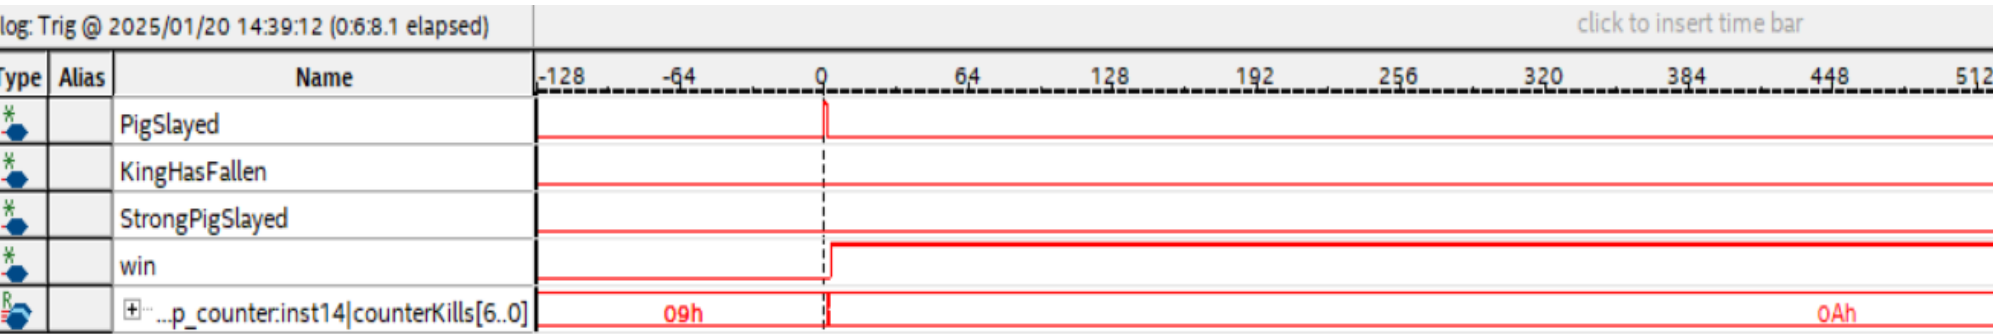 log: Trig @ 2025/01/20 14:39:12 (0:6:8.1 elapsed) click to insert time bar
Type Alias Name -128 -64 0 64 128 192 256 320 384 448 512
PigSlayed
KingHasFallen
StrongPigSlayed
win
R + ...p_counter:inst14|counterKills[6..0] 09h 0Ah